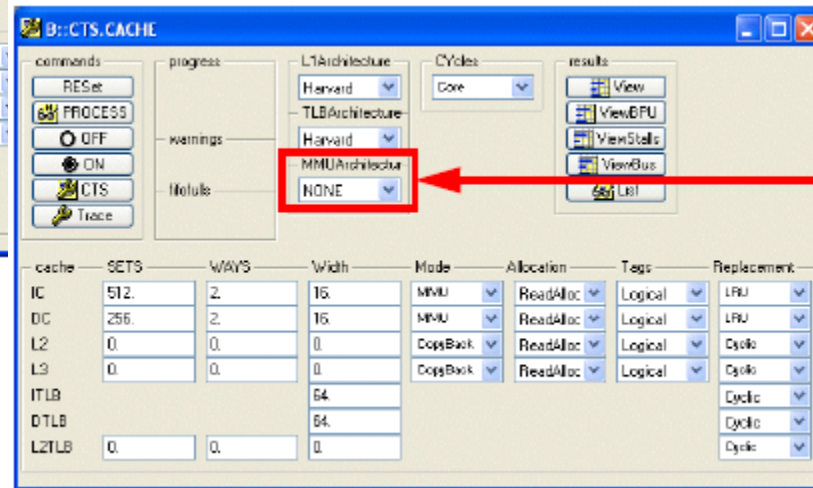 B::CTS.CACHE
commands progress L1Architecture CYcles results
RESet Harvard Core View
PROCESS TLBArchitecture ViewBPU
OFF warnings Harvard ViewStalls
ON MMUArchitectur ViewBus
CTS fifofulls NONE List
Trace
cache SETS WAYS Width Mode Allocation Tags Replacement
IC 512. 2. 16. MMU ReadAlloc Logical LRU
DC 256. 2. 16. MMU ReadAlloc Logical LRU
L2 0. 0. 0. CopyBack ReadAlloc Logical Cyclic
L3 0. 0. 0. CopyBack ReadAlloc Logical Cyclic
ITLB 64. Cyclic
DTLB 64. Cyclic
L2TLB 0. 0. 0. Cyclic